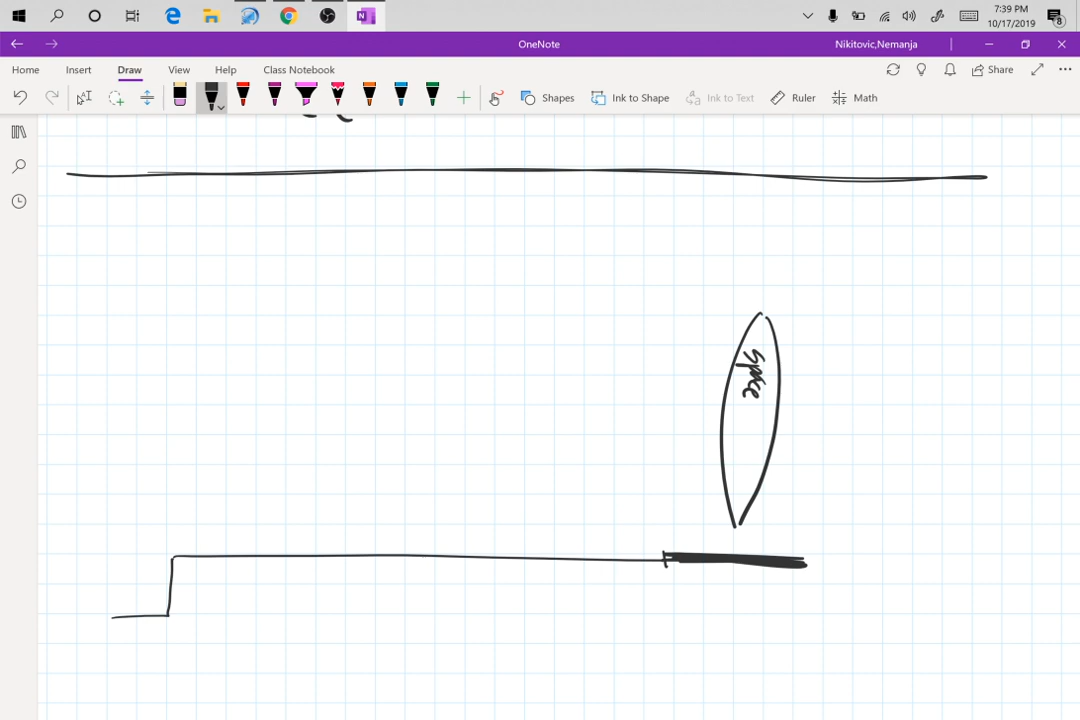 7:39 PM
10/17/2019
8
OneNote
Nikitovic,Nemanja
Home Insert Draw View Help Class Notebook
Share
Shapes Ink to Shape Ink to Text Ruler Math